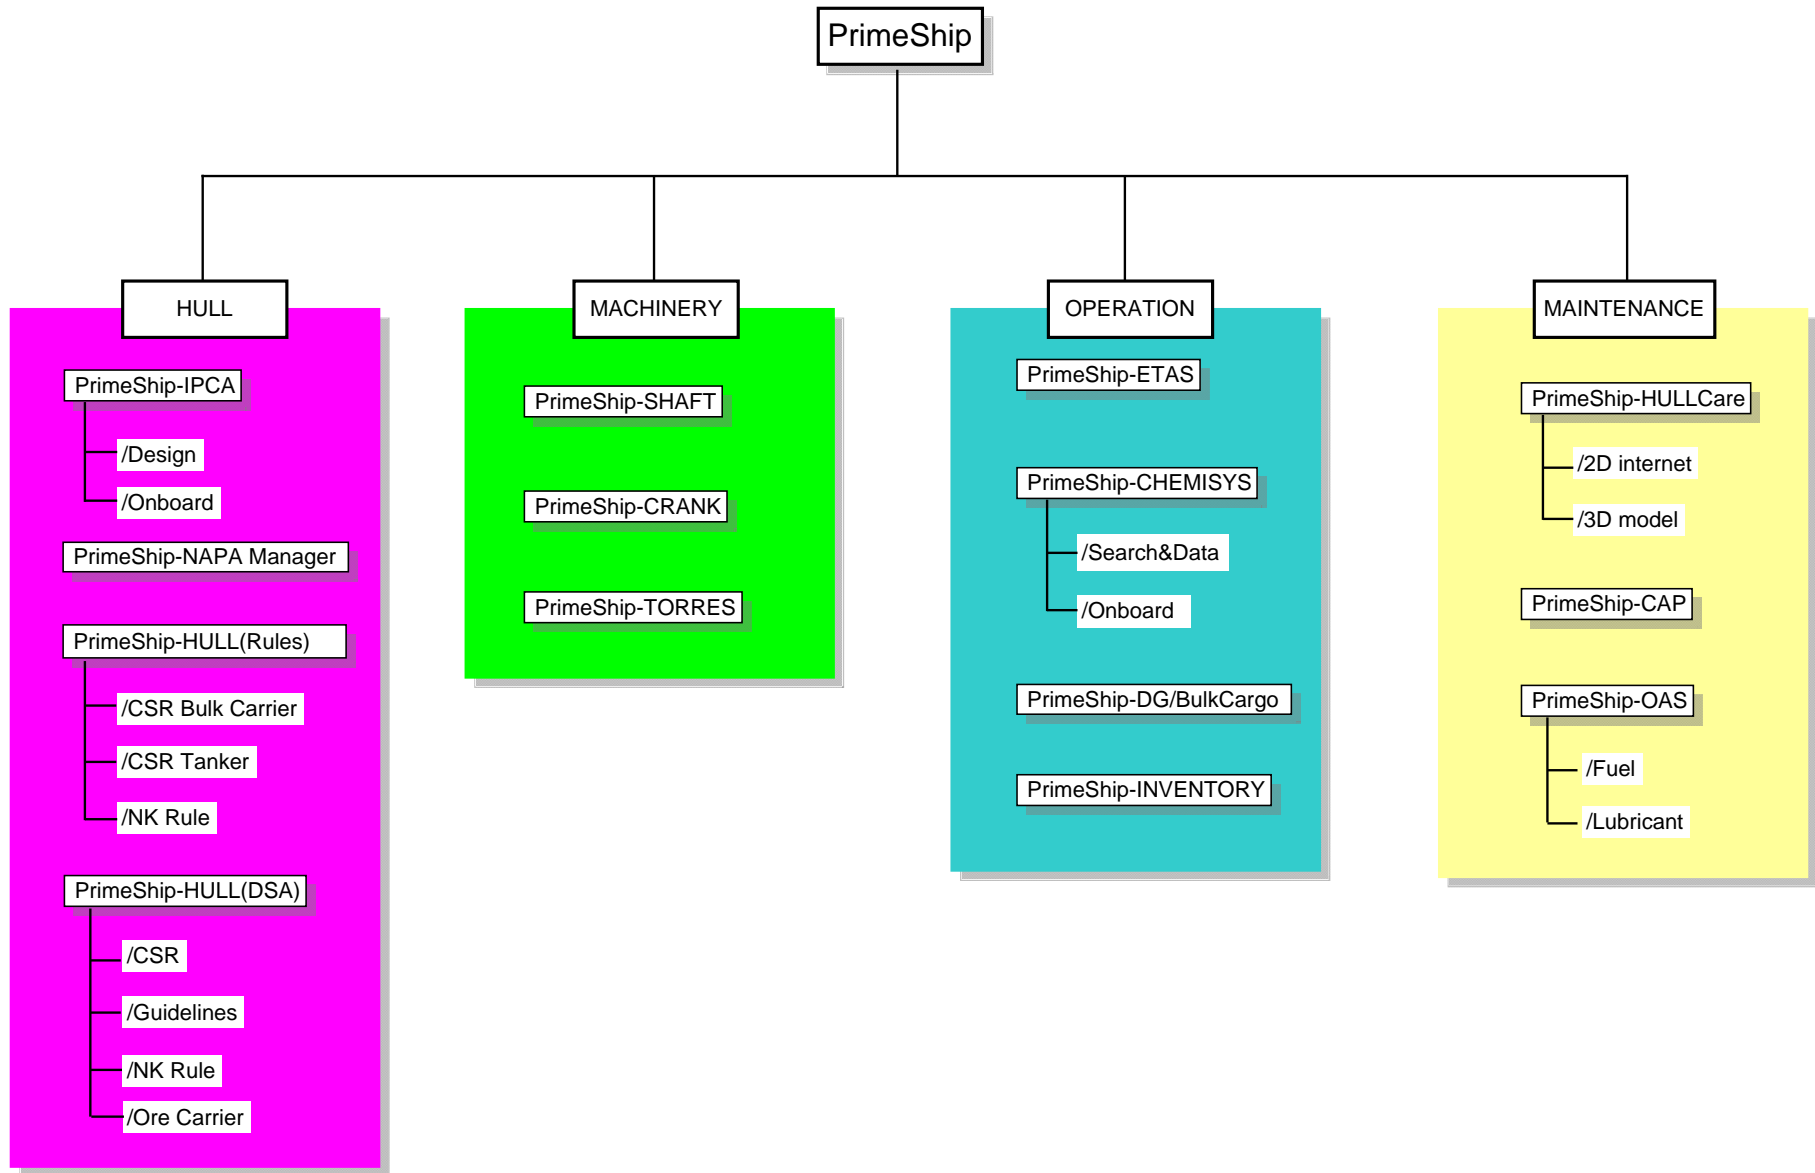 PrimeShip
HULL
PrimeShip-IPCA
/Design
/Onboard
PrimeShip-NAPA Manager
PrimeShip-HULL(Rules)
/CSR Bulk Carrier
/CSR Tanker
/NK Rule
PrimeShip-HULL(DSA)
/CSR
/Guidelines
/NK Rule
/Ore Carrier
MACHINERY
PrimeShip-SHAFT
PrimeShip-CRANK
PrimeShip-TORRES
OPERATION
PrimeShip-ETAS
PrimeShip-CHEMISYS
/Search&Data
/Onboard
PrimeShip-DG/BulkCargo
PrimeShip-INVENTORY
MAINTENANCE
PrimeShip-HULLCare
/2D internet
/3D model
PrimeShip-CAP
PrimeShip-OAS
/Fuel
/Lubricant